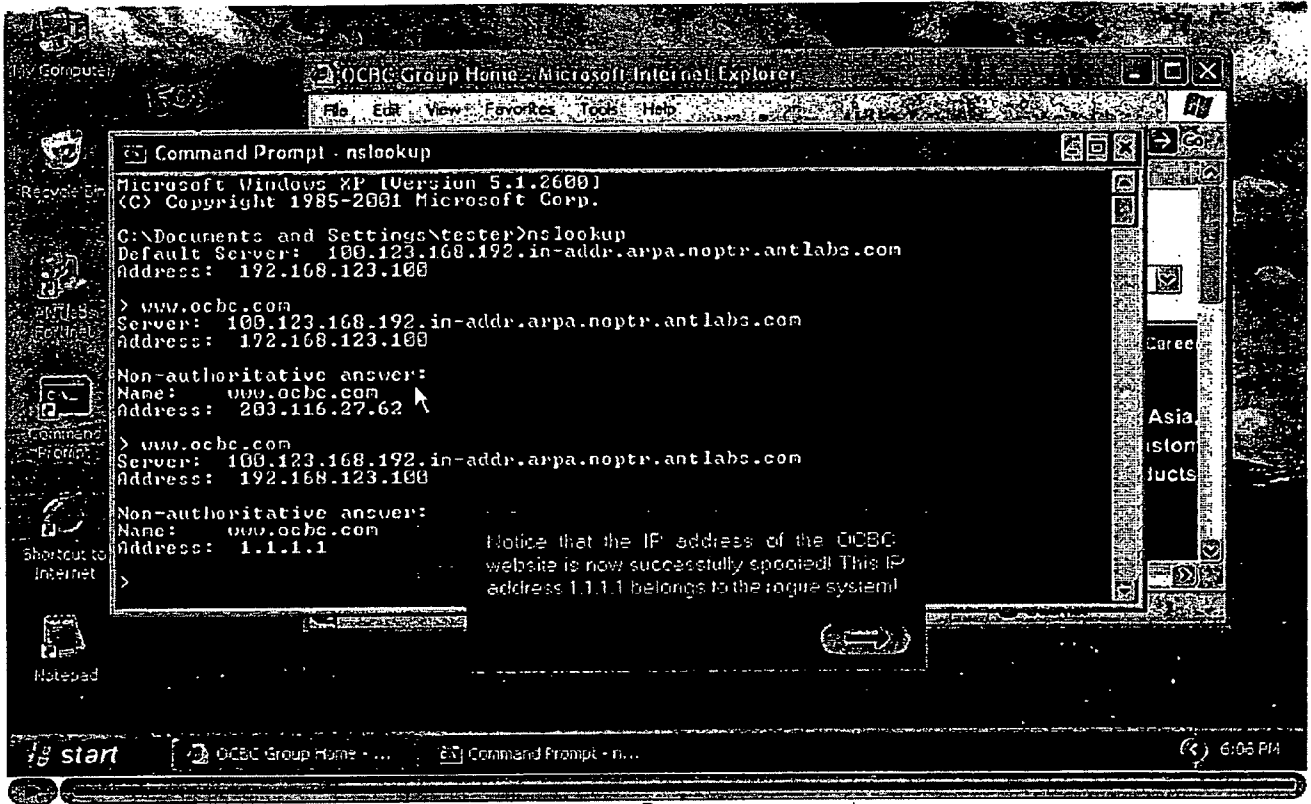 My Computer
OCBC Group Home - Microsoft Internet Explorer
File Edit View Favorites Tools Help
Go
Command Prompt - nslookup
Recycle Bin
Microsoft Windows XP [Version 5.1.2600]
(C) Copyright 1985-2001 Microsoft Corp.
C:\Documents and Settings\tester>nslookup
Default Server: 100.123.168.192.in-addr.arpa.noptr.antlabs.com
Address: 192.168.123.100
> www.ocbc.com
Server: 100.123.168.192.in-addr.arpa.noptr.antlabs.com
Address: 192.168.123.100
Non-authoritative answer:
Name: www.ocbc.com
Address: 203.116.27.62
> www.ocbc.com
Server: 100.123.168.192.in-addr.arpa.noptr.antlabs.com
Address: 192.168.123.100
Non-authoritative answer:
Name: www.ocbc.com
Address: 1.1.1.1
>
Caree
Asia,
ustom
ducts
Command
Prompt
Shortcut to
Internet
Notepad
Notice that the IP address of the OCBC
website is now successfully spoofed! This IP
address 1.1.1.1 belongs to the rogue system!
start
OCBC Group Home - ...
Command Prompt - n...
6:06 PM